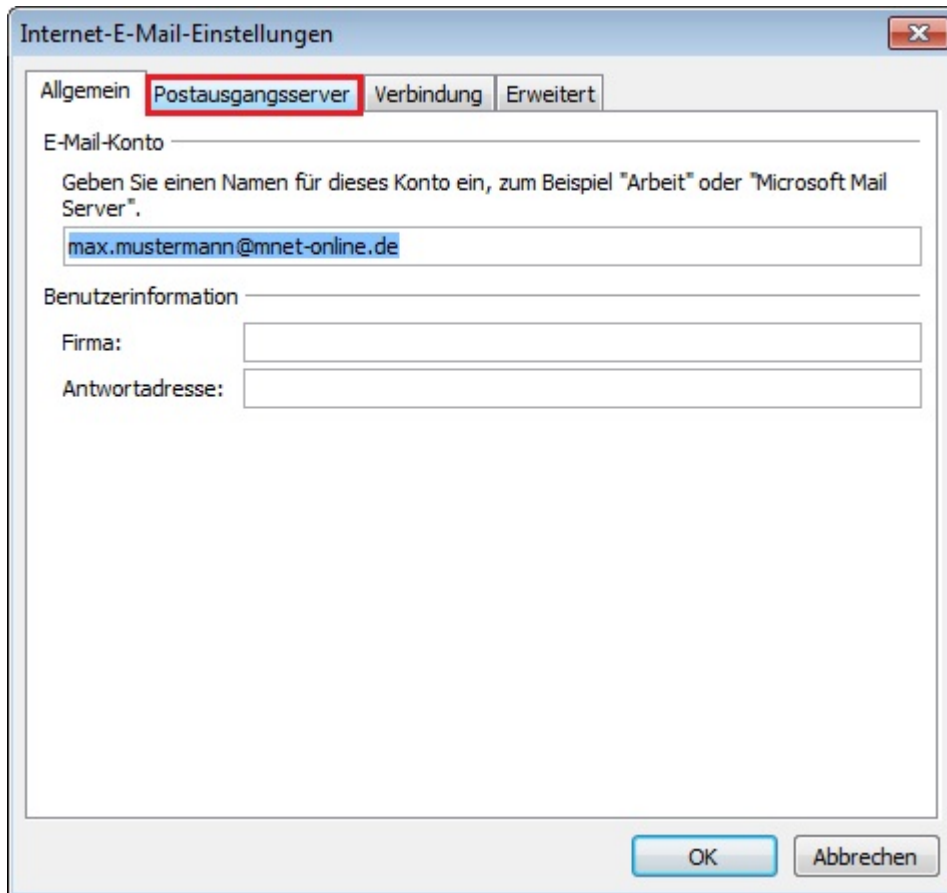 Internet-E-Mail-Einstellungen
Allgemein Postausgangsserver Verbindung Erweitert
E-Mail-Konto
Geben Sie einen Namen für dieses Konto ein, zum Beispiel "Arbeit" oder "Microsoft Mail
Server".
max.mustermann@mnet-online.de
Benutzerinformation
Firma:
Antwortadresse:
OK Abbrechen